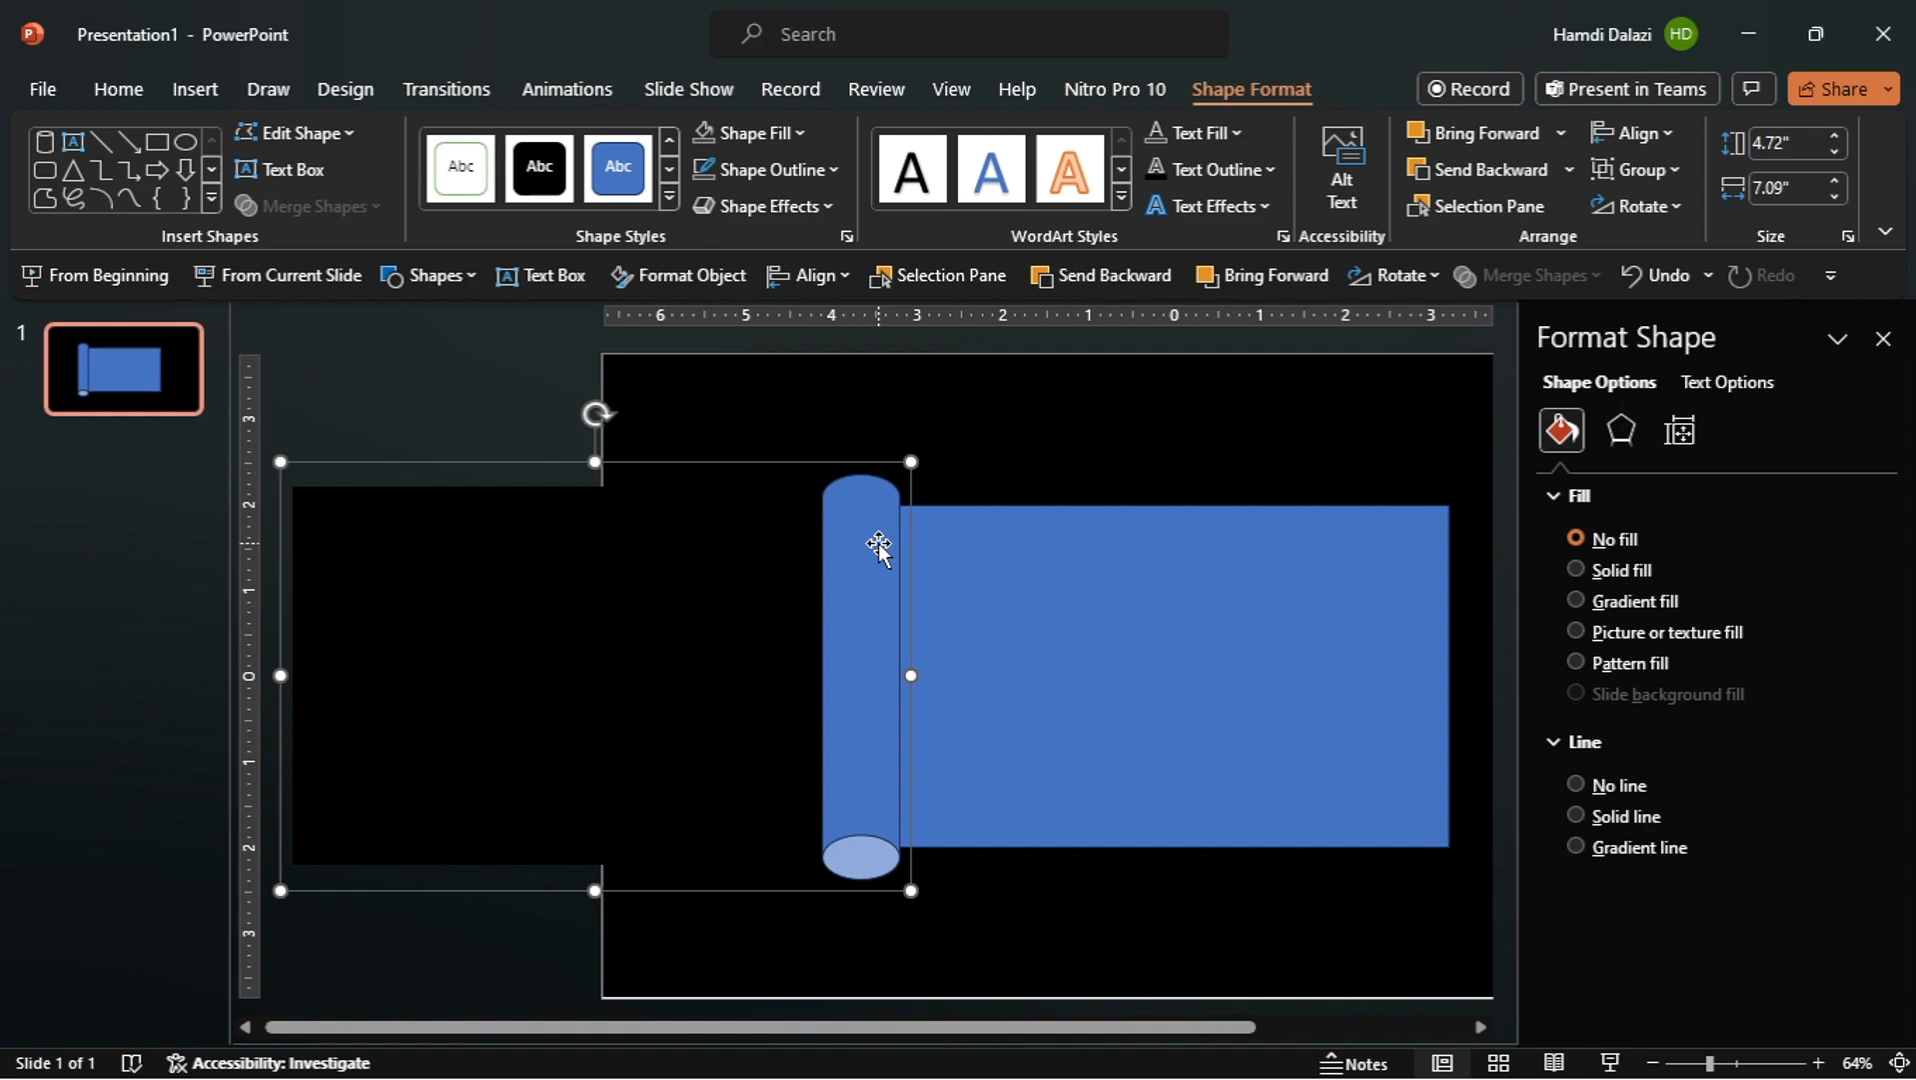 Presentation1 - PowerPoint
Search
Hamdi Dalazi HD
File Home Insert Draw Design Transitions Animations Slide Show Record Review View Help Nitro Pro 10 Shape Format Record Present in Teams Share
Edit Shape
Text Box
Merge Shapes
Insert Shapes
Abc Abc Abc
Shape Fill
Shape Outline
Shape Effects
Shape Styles
A A A
Text Fill
Text Outline
Text Effects
WordArt Styles
Alt
Text
Accessibility
Bring Forward
Send Backward
Selection Pane
Align
Group
Rotate
Arrange
4.72"
7.09"
Size
From Beginning From Current Slide Shapes Text Box Format Object Align Selection Pane Send Backward Bring Forward Rotate Merge Shapes Undo Redo
1
6 5 4 3 2 1 0 1 2 3
3
2
1
0
1
2
3
Format Shape
Shape Options Text Options
Fill
No fill
Solid fill
Gradient fill
Picture or texture fill
Pattern fill
Slide background fill
Line
No line
Solid line
Gradient line
Slide 1 of 1 Accessibility: Investigate Notes 64%